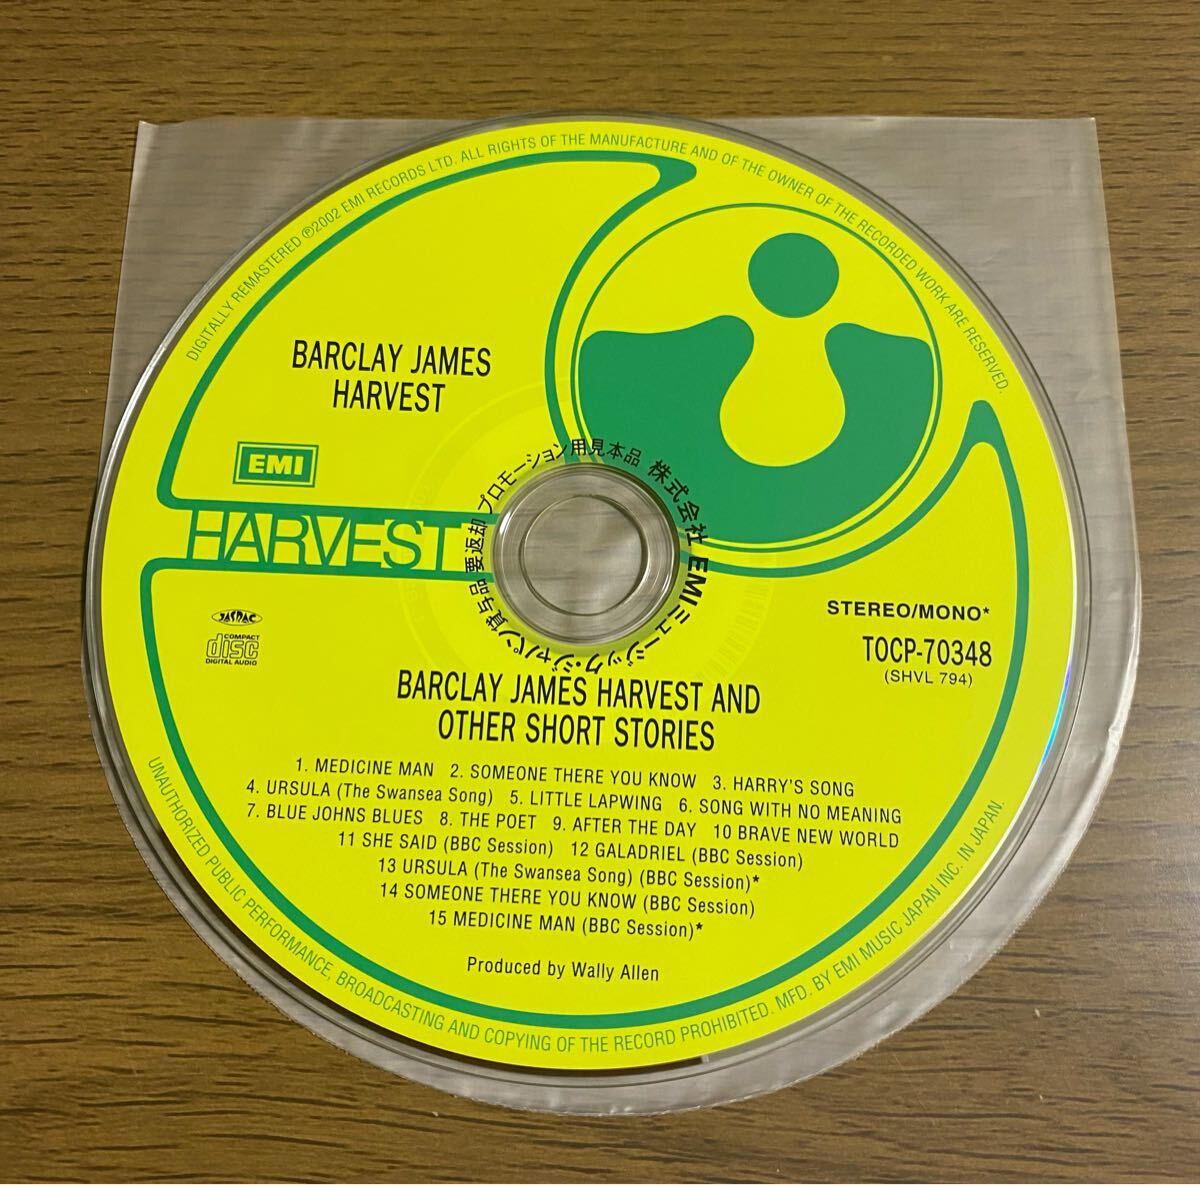 DIGITALLY REMASTERED ℗2002 EMI RECORDS LTD. ALL RIGHTS OF THE MANUFACTURE AND OF THE OWNER OF THE RECORDED WORK ARE RESERVED.
BARCLAY JAMES
HARVEST
EMI
HARVEST
プロモーション用見本品
株式会社 EMIミュージック・ジャパン貸与品 要返却
JASRAC
COMPACT
disc
DIGITAL AUDIO
STEREO/MONO*
TOCP-70348
(SHVL 794)
BARCLAY JAMES HARVEST AND
OTHER SHORT STORIES
1. MEDICINE MAN 2. SOMEONE THERE YOU KNOW 3. HARRY'S SONG
4. URSULA (The Swansea Song) 5. LITTLE LAPWING 6. SONG WITH NO MEANING
7. BLUE JOHNS BLUES 8. THE POET 9. AFTER THE DAY 10 BRAVE NEW WORLD
11 SHE SAID (BBC Session) 12 GALADRIEL (BBC Session)
13 URSULA (The Swansea Song) (BBC Session)*
14 SOMEONE THERE YOU KNOW (BBC Session)
15 MEDICINE MAN (BBC Session)*
Produced by Wally Allen
UNAUTHORIZED PUBLIC PERFORMANCE, BROADCASTING AND COPYING OF THE RECORD PROHIBITED. MFD. BY EMI MUSIC JAPAN INC. IN JAPAN.